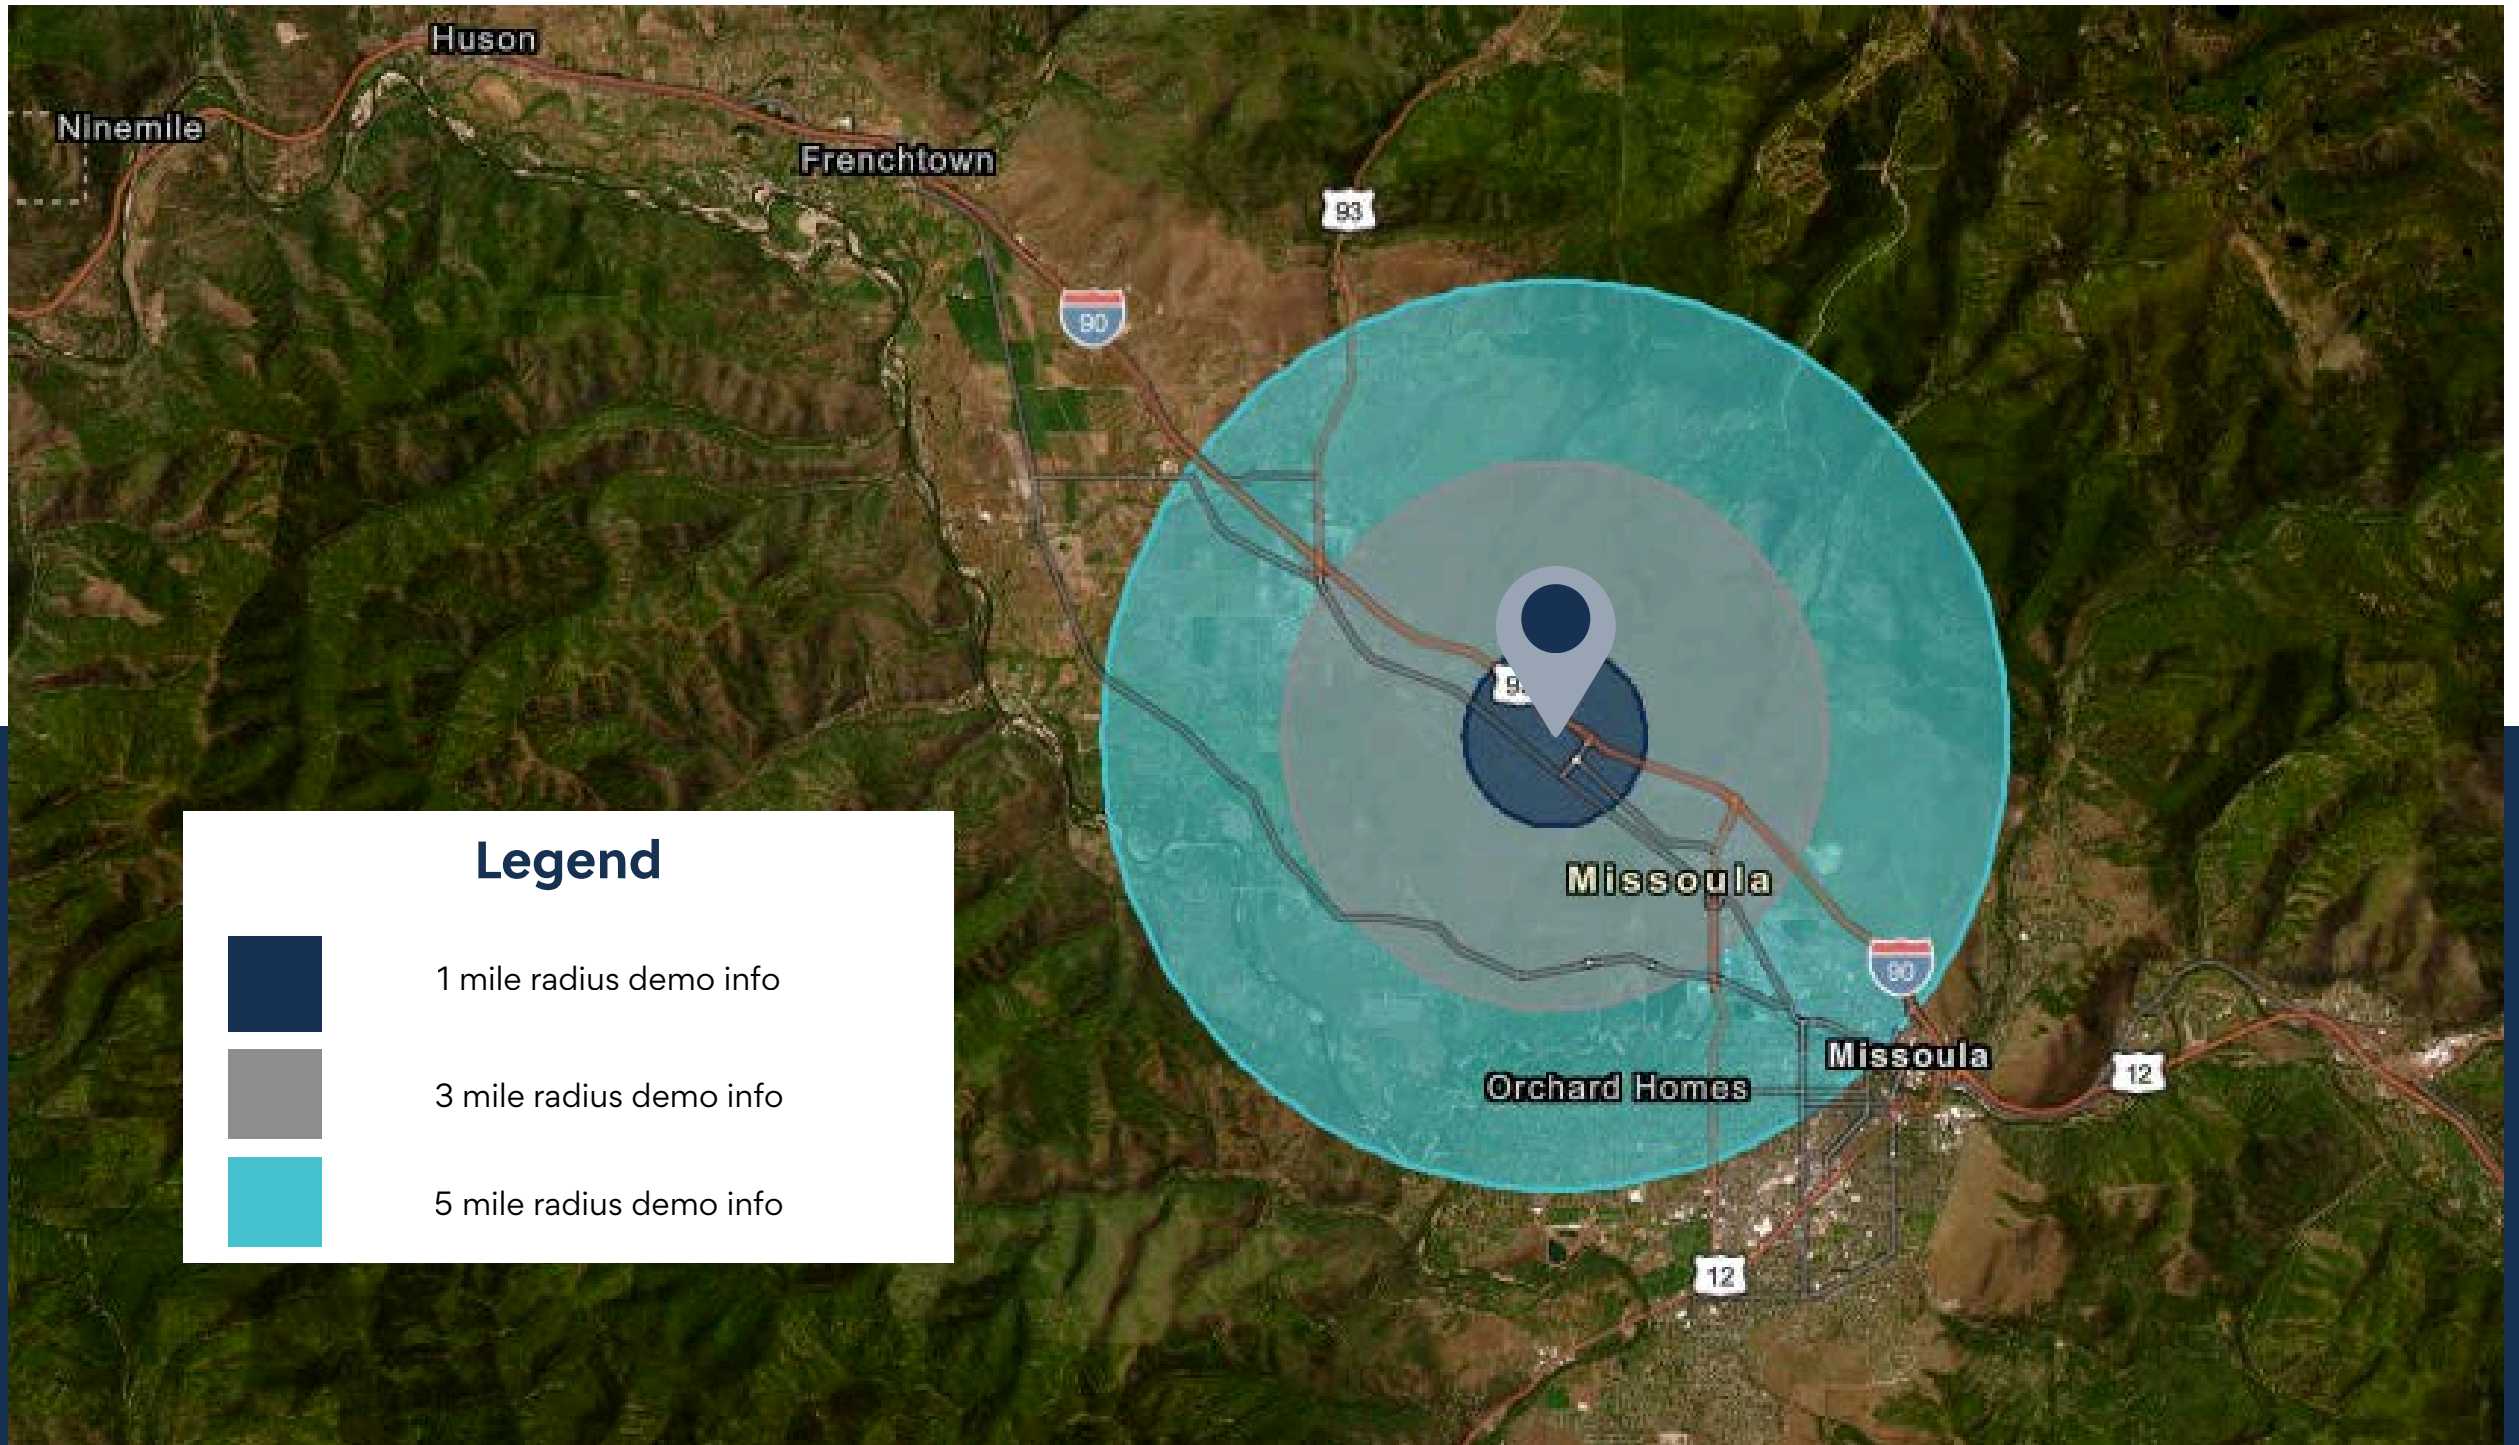 Huson
Ninemile
Frenchtown
93
90
Missoula
90
Missoula
Orchard Homes
12
12
Legend
1 mile radius demo info
3 mile radius demo info
5 mile radius demo info